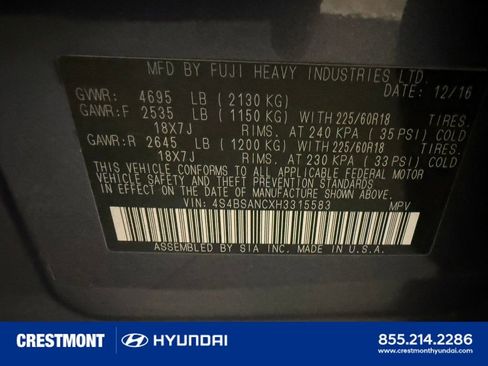 MFD BY FUJI HEAVY INDUSTRIES LTD.
DATE: 12/16
GVWR: 4695 LB (2130 KG)
GAWR:F 2535 LB (1150 KG) WITH 225/60R18 TIRES.
18X7J RIMS. AT 240 KPA (35 PSI) COLD
GAWR:R 2645 LB (1200 KG) WITH 225/60R18 TIRES.
18X7J RIMS. AT 230 KPA (33 PSI) COLD
THIS VEHICLE CONFORMS TO ALL APPLICABLE FEDERAL MOTOR
VEHICLE SAFETY AND THEFT PREVENTION STANDARDS
IN EFFECT ON THE DATE OF MANUFACTURE SHOWN ABOVE.
VIN: 4S4BSANCXH3315583 MPV
ASSEMBLED BY SIA INC. MADE IN U.S.A.
CRESTMONT HYUNDAI 855.214.2286
www.crestmonthyundai.com